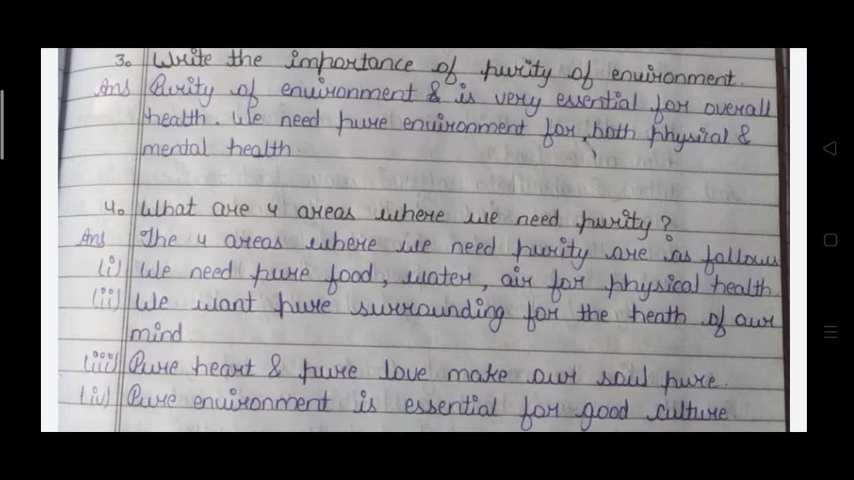 3. Write the importance of purity of environment.
Ans Purity of environment & is very essential for overall
health. We need pure environment for both physical &
mental health
4. What are 4 areas where we need purity?
Ans The 4 areas where we need purity are as follows
(i) We need pure food, water, air for physical health
(ii) We want pure surrounding for the heath of our
mind
(iii) Pure heart & pure love make our soul pure.
(iv) Pure environment is essential for good culture.